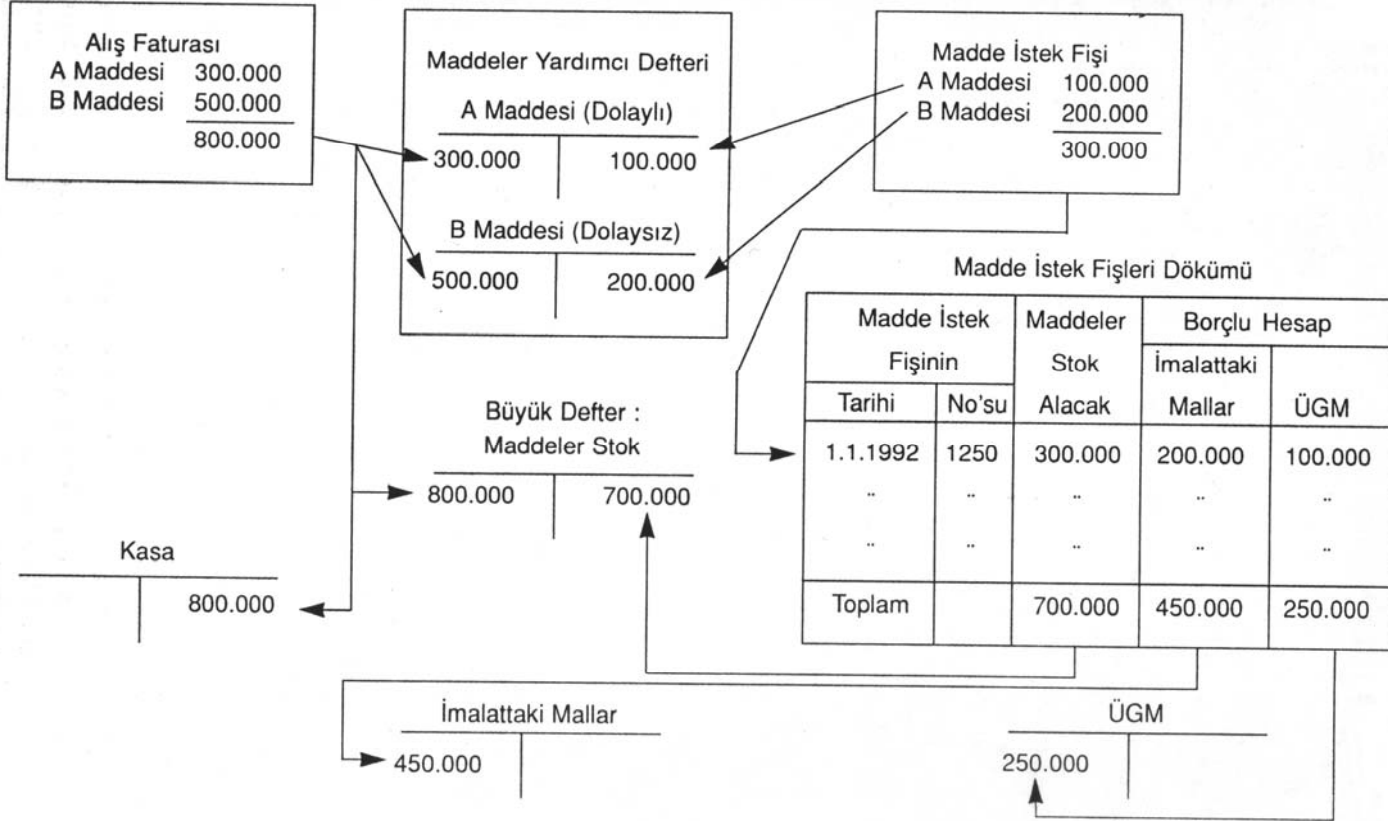 Alış Faturası
A Maddesi 300.000
B Maddesi 500.000
800.000
Maddeler Yardımcı Defteri
A Maddesi (Dolaylı)
300.000 100.000
B Maddesi (Dolaysız)
500.000 200.000
Madde İstek Fişi
A Maddesi 100.000
B Maddesi 200.000
300.000
Madde İstek Fişleri Dökümü
Madde İstek Maddeler Borçlu Hesap
Fişinin Stok İmalattaki
Tarihi No'su Alacak Mallar ÜGM
1.1.1992 1250 300.000 200.000 100.000
.. .. .. .. ..
.. .. .. .. ..
Toplam 700.000 450.000 250.000
Büyük Defter :
Maddeler Stok
800.000 700.000
Kasa
800.000
İmalattaki Mallar
450.000
ÜGM
250.000